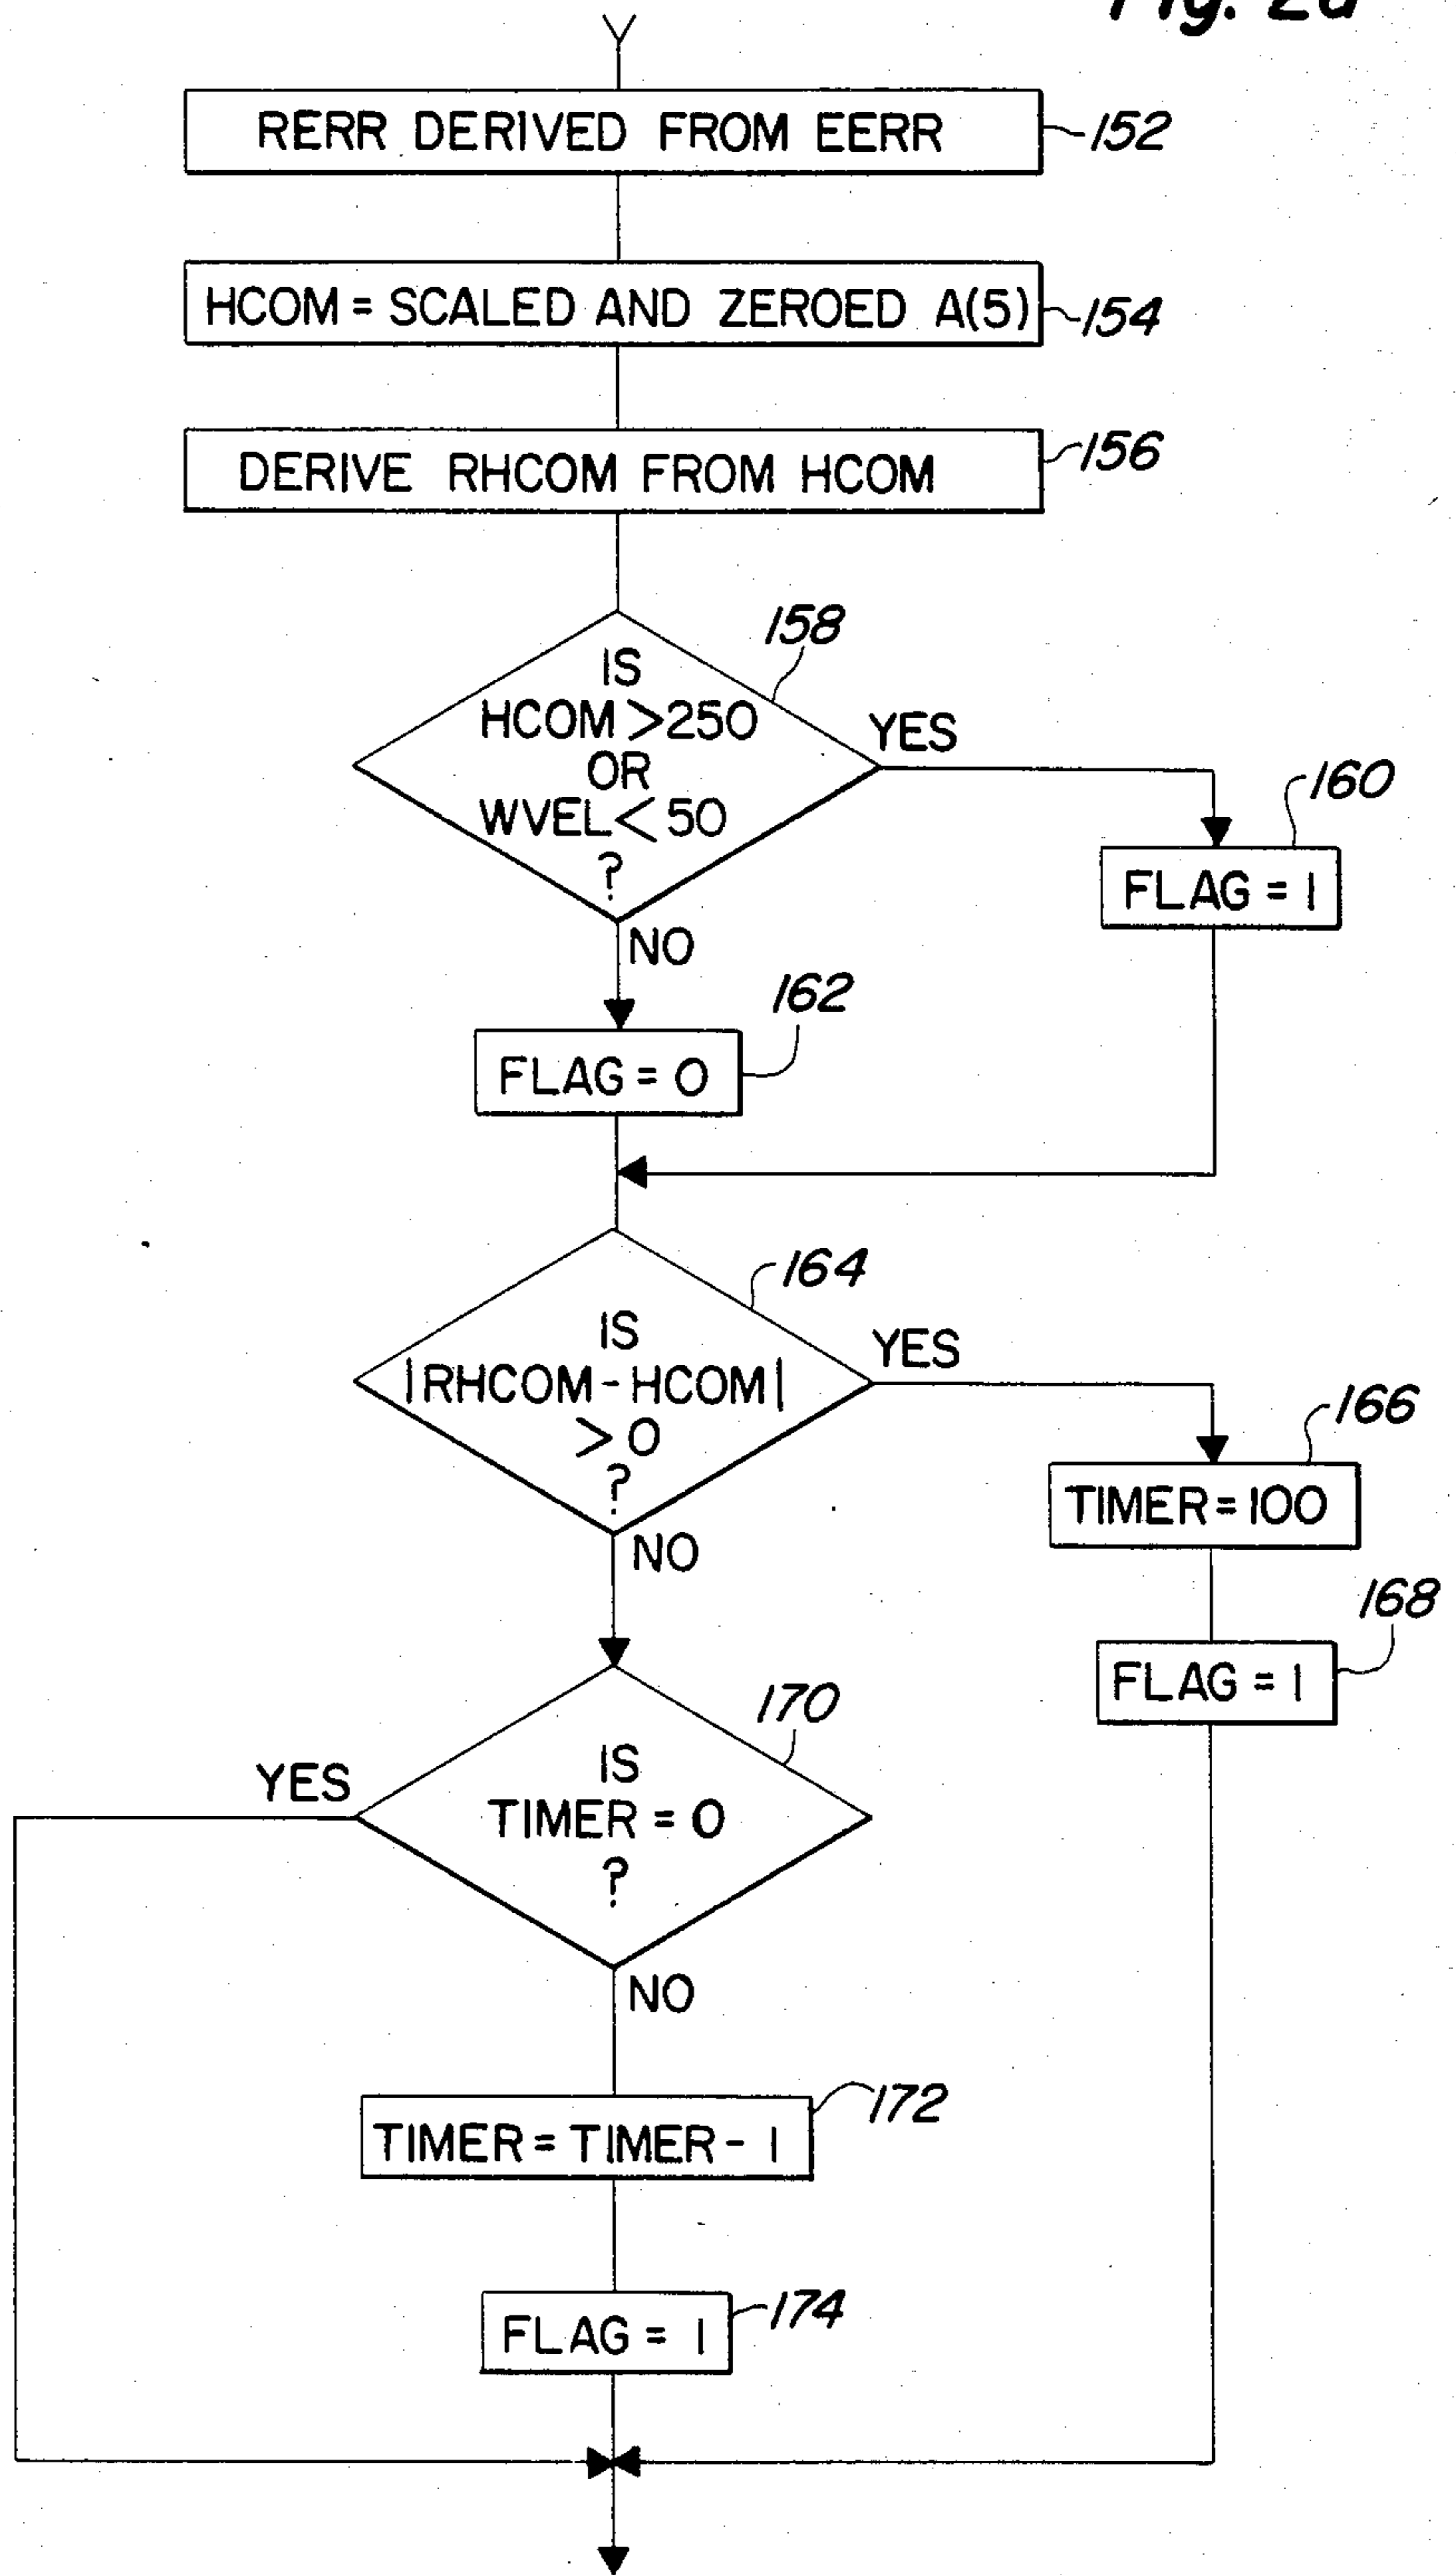 Fig. 2d
RERR DERIVED FROM EERR
152
HCOM = SCALED AND ZEROED A(5)
154
DERIVE RHCOM FROM HCOM
156
158
IS
HCOM > 250
OR
WVEL < 50
?
YES
160
FLAG = 1
NO
162
FLAG = 0
164
IS
|RHCOM - HCOM|
> 0
?
YES
166
TIMER = 100
NO
168
FLAG = 1
170
IS
TIMER = 0
?
YES
NO
172
TIMER = TIMER - 1
174
FLAG = 1